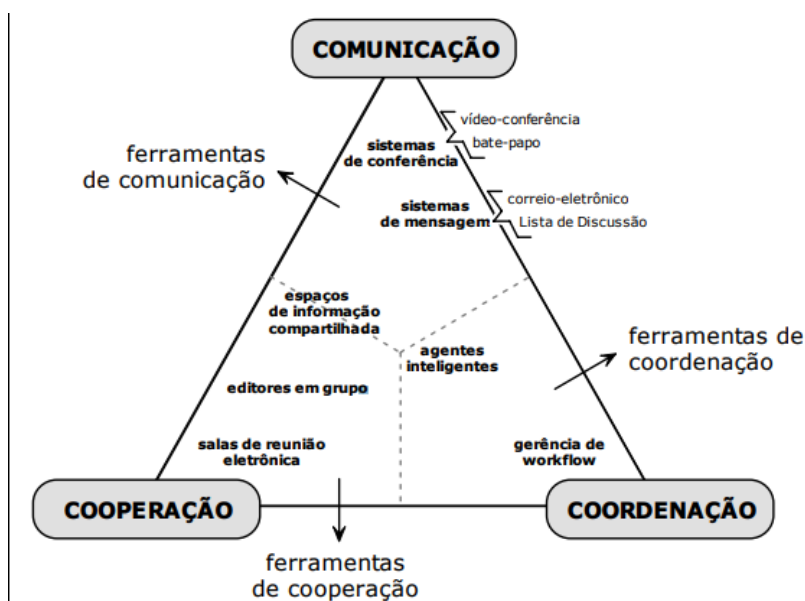 COMUNICAÇÃO
vídeo-conferência
bate-papo
sistemas
de conferência
ferramentas
de comunicação
correio-eletrônico
Lista de Discussão
sistemas
de mensagem
espaços
de informação
compartilhada
agentes
inteligentes
ferramentas de
coordenação
editores em grupo
salas de reunião
eletrônica
gerência de
workflow
COOPERAÇÃO
COORDENAÇÃO
ferramentas
de cooperação